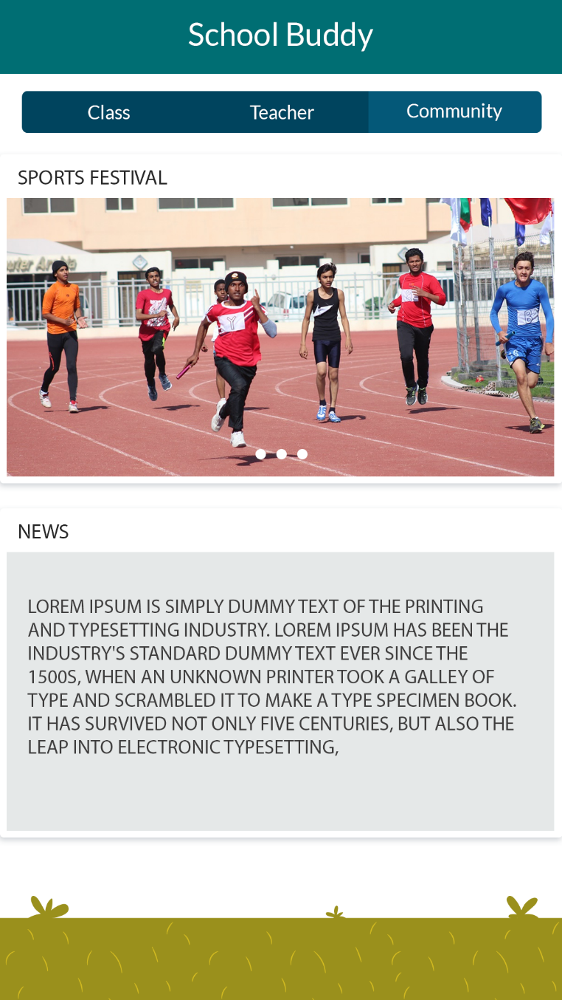 School Buddy
Class Teacher Community
SPORTS FESTIVAL
Y
B
NEWS
LOREM IPSUM IS SIMPLY DUMMY TEXT OF THE PRINTING
AND TYPESETTING INDUSTRY. LOREM IPSUM HAS BEEN THE
INDUSTRY'S STANDARD DUMMY TEXT EVER SINCE THE
1500S, WHEN AN UNKNOWN PRINTER TOOK A GALLEY OF
TYPE AND SCRAMBLED IT TO MAKE A TYPE SPECIMEN BOOK.
IT HAS SURVIVED NOT ONLY FIVE CENTURIES, BUT ALSO THE
LEAP INTO ELECTRONIC TYPESETTING,